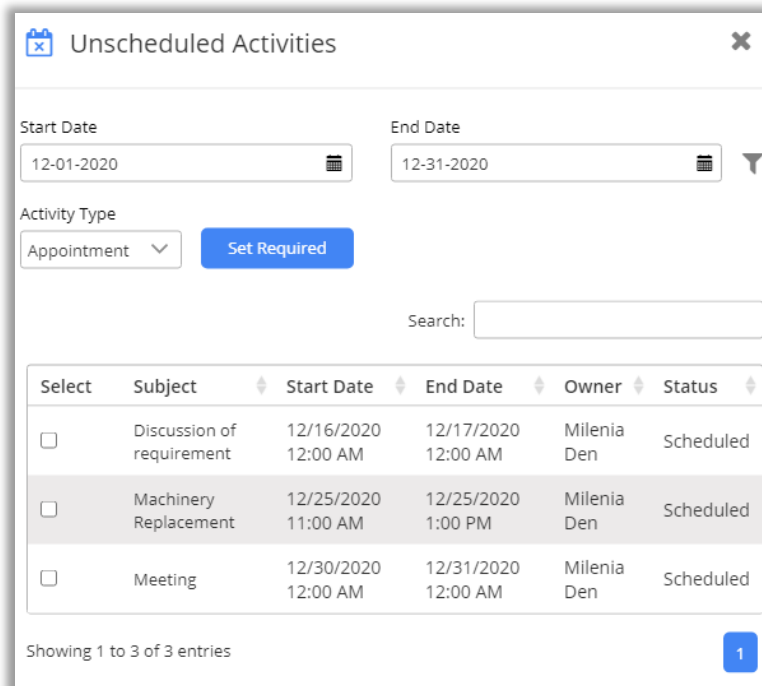 Unscheduled Activities
Start Date End Date
12-01-2020 12-31-2020
Activity Type
Appointment Set Required
Search:
Select Subject Start Date End Date Owner Status
Discussion of 12/16/2020 12/17/2020 Milenia Scheduled
requirement 12:00 AM 12:00 AM Den
Machinery 12/25/2020 12/25/2020 Milenia Scheduled
Replacement 11:00 AM 1:00 PM Den
Meeting 12/30/2020 12/31/2020 Milenia Scheduled
12:00 AM 12:00 AM Den
Showing 1 to 3 of 3 entries 1